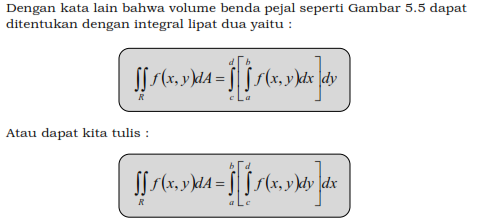 Dengan kata lain bahwa volume benda pejal seperti Gambar 5.5 dapat
ditentukan dengan integral lipat dua yaitu :
∬_R f(x, y)dA = ∫_c^d [ ∫_a^b f(x, y)dx ] dy
Atau dapat kita tulis :
∬_R f(x, y)dA = ∫_a^b [ ∫_c^d f(x, y)dy ] dx